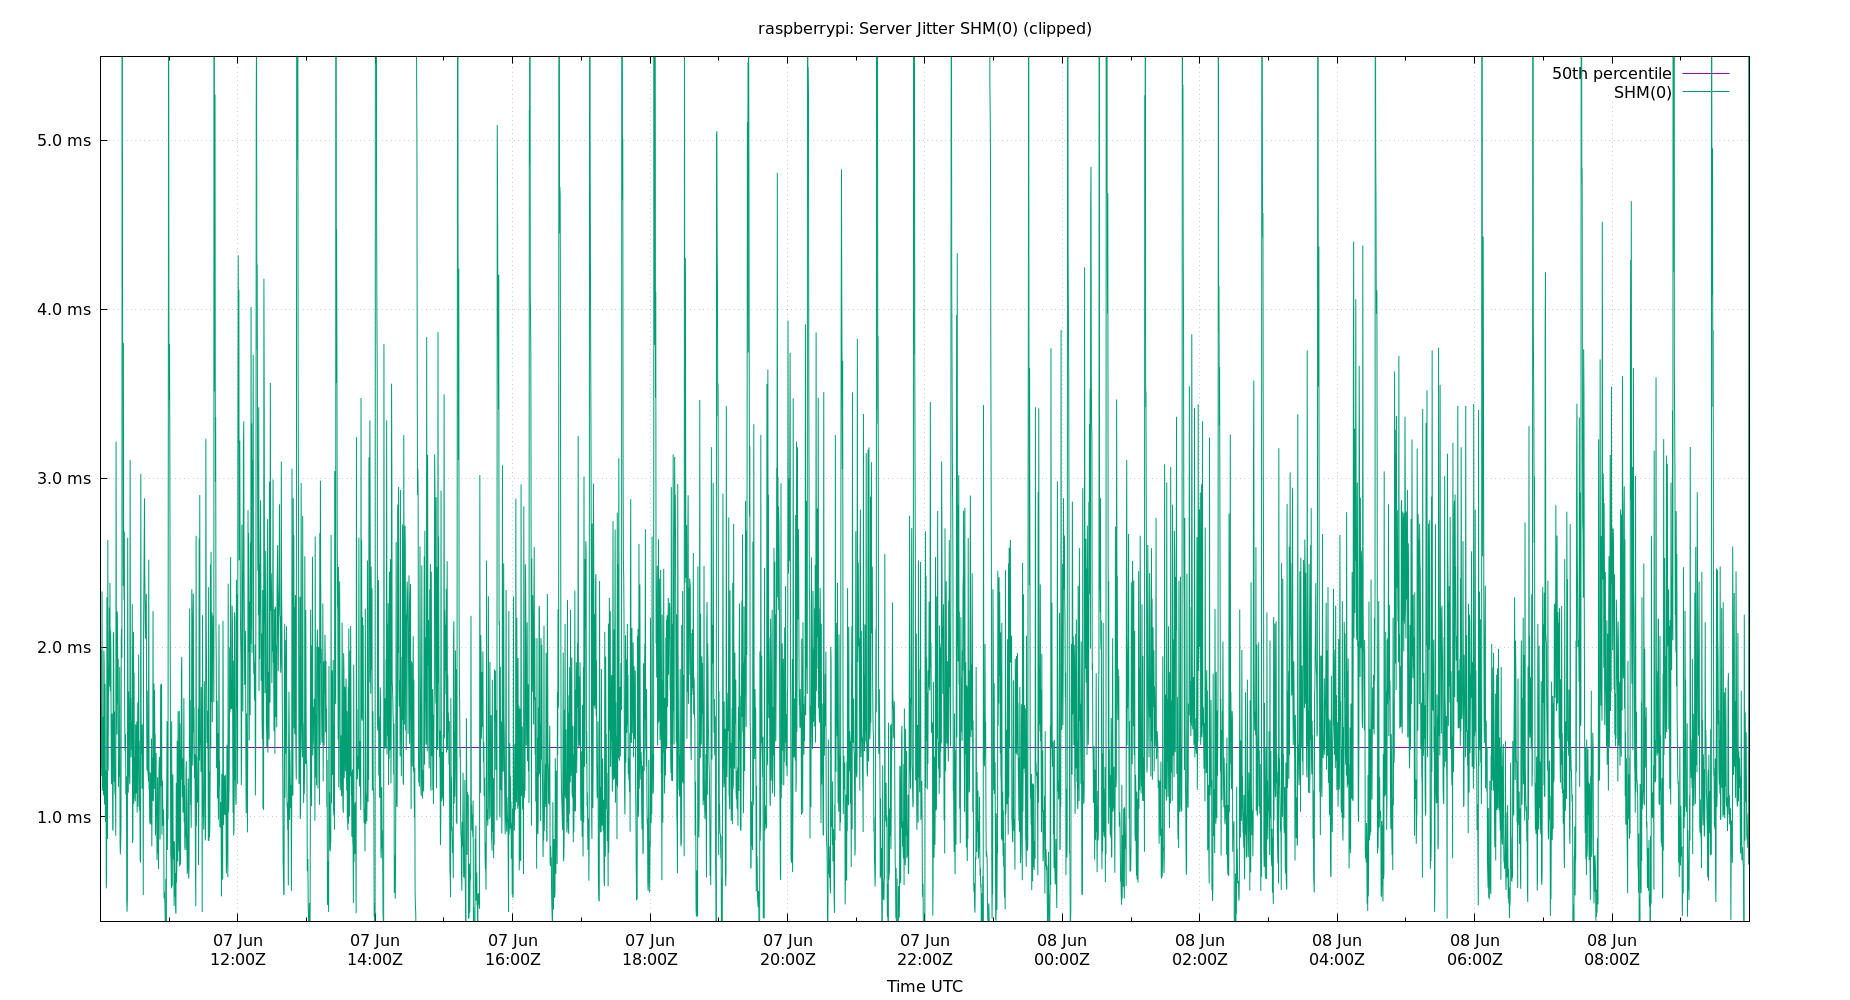 raspberrypi: Server Jitter SHM(0) (clipped)
50th percentile
SHM(0)
5.0 ms
4.0 ms
3.0 ms
2.0 ms
1.0 ms
07 Jun 07 Jun 07 Jun 07 Jun 07 Jun 07 Jun 08 Jun 08 Jun 08 Jun 08 Jun 08 Jun
12:00Z 14:00Z 16:00Z 18:00Z 20:00Z 22:00Z 00:00Z 02:00Z 04:00Z 06:00Z 08:00Z
Time UTC